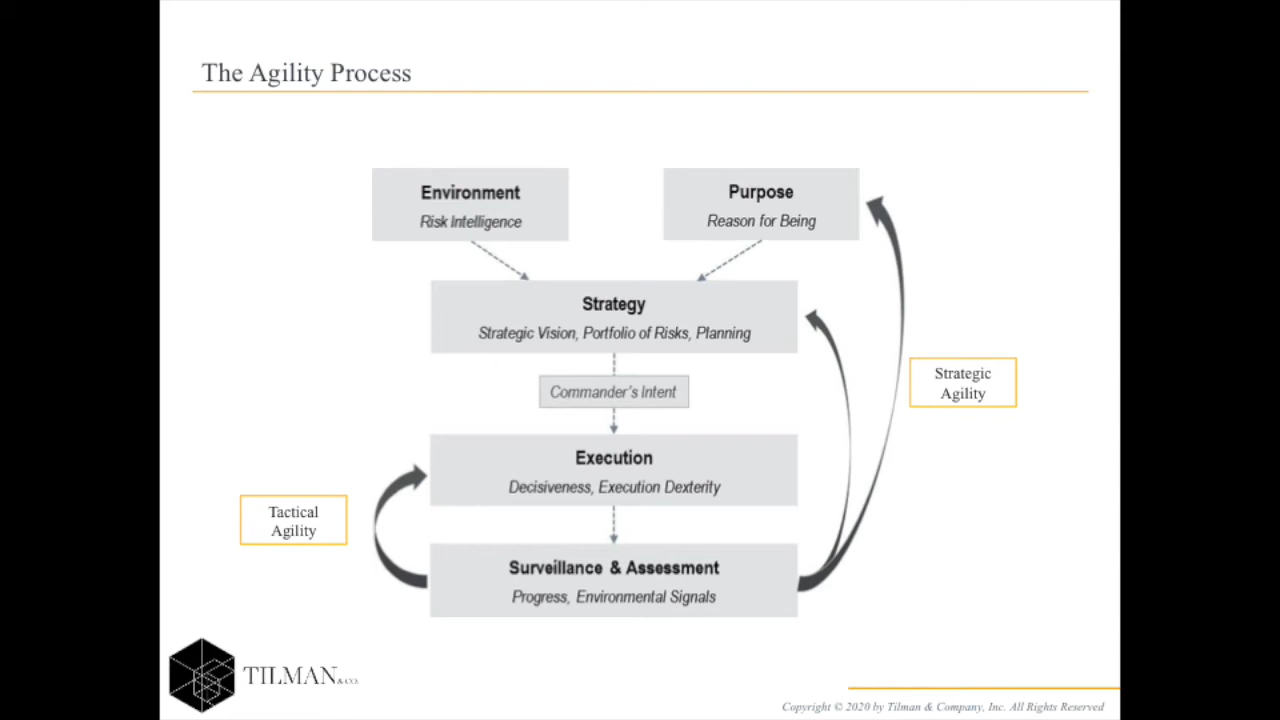 The Agility Process
Environment
Risk Intelligence
Purpose
Reason for Being
Strategy
Strategic Vision, Portfolio of Risks, Planning
Commander's Intent
Strategic
Agility
Execution
Decisiveness, Execution Dexterity
Tactical
Agility
Surveillance & Assessment
Progress, Environmental Signals
TILMAN & CO.
Copyright © 2020 by Tilman & Company, Inc. All Rights Reserved